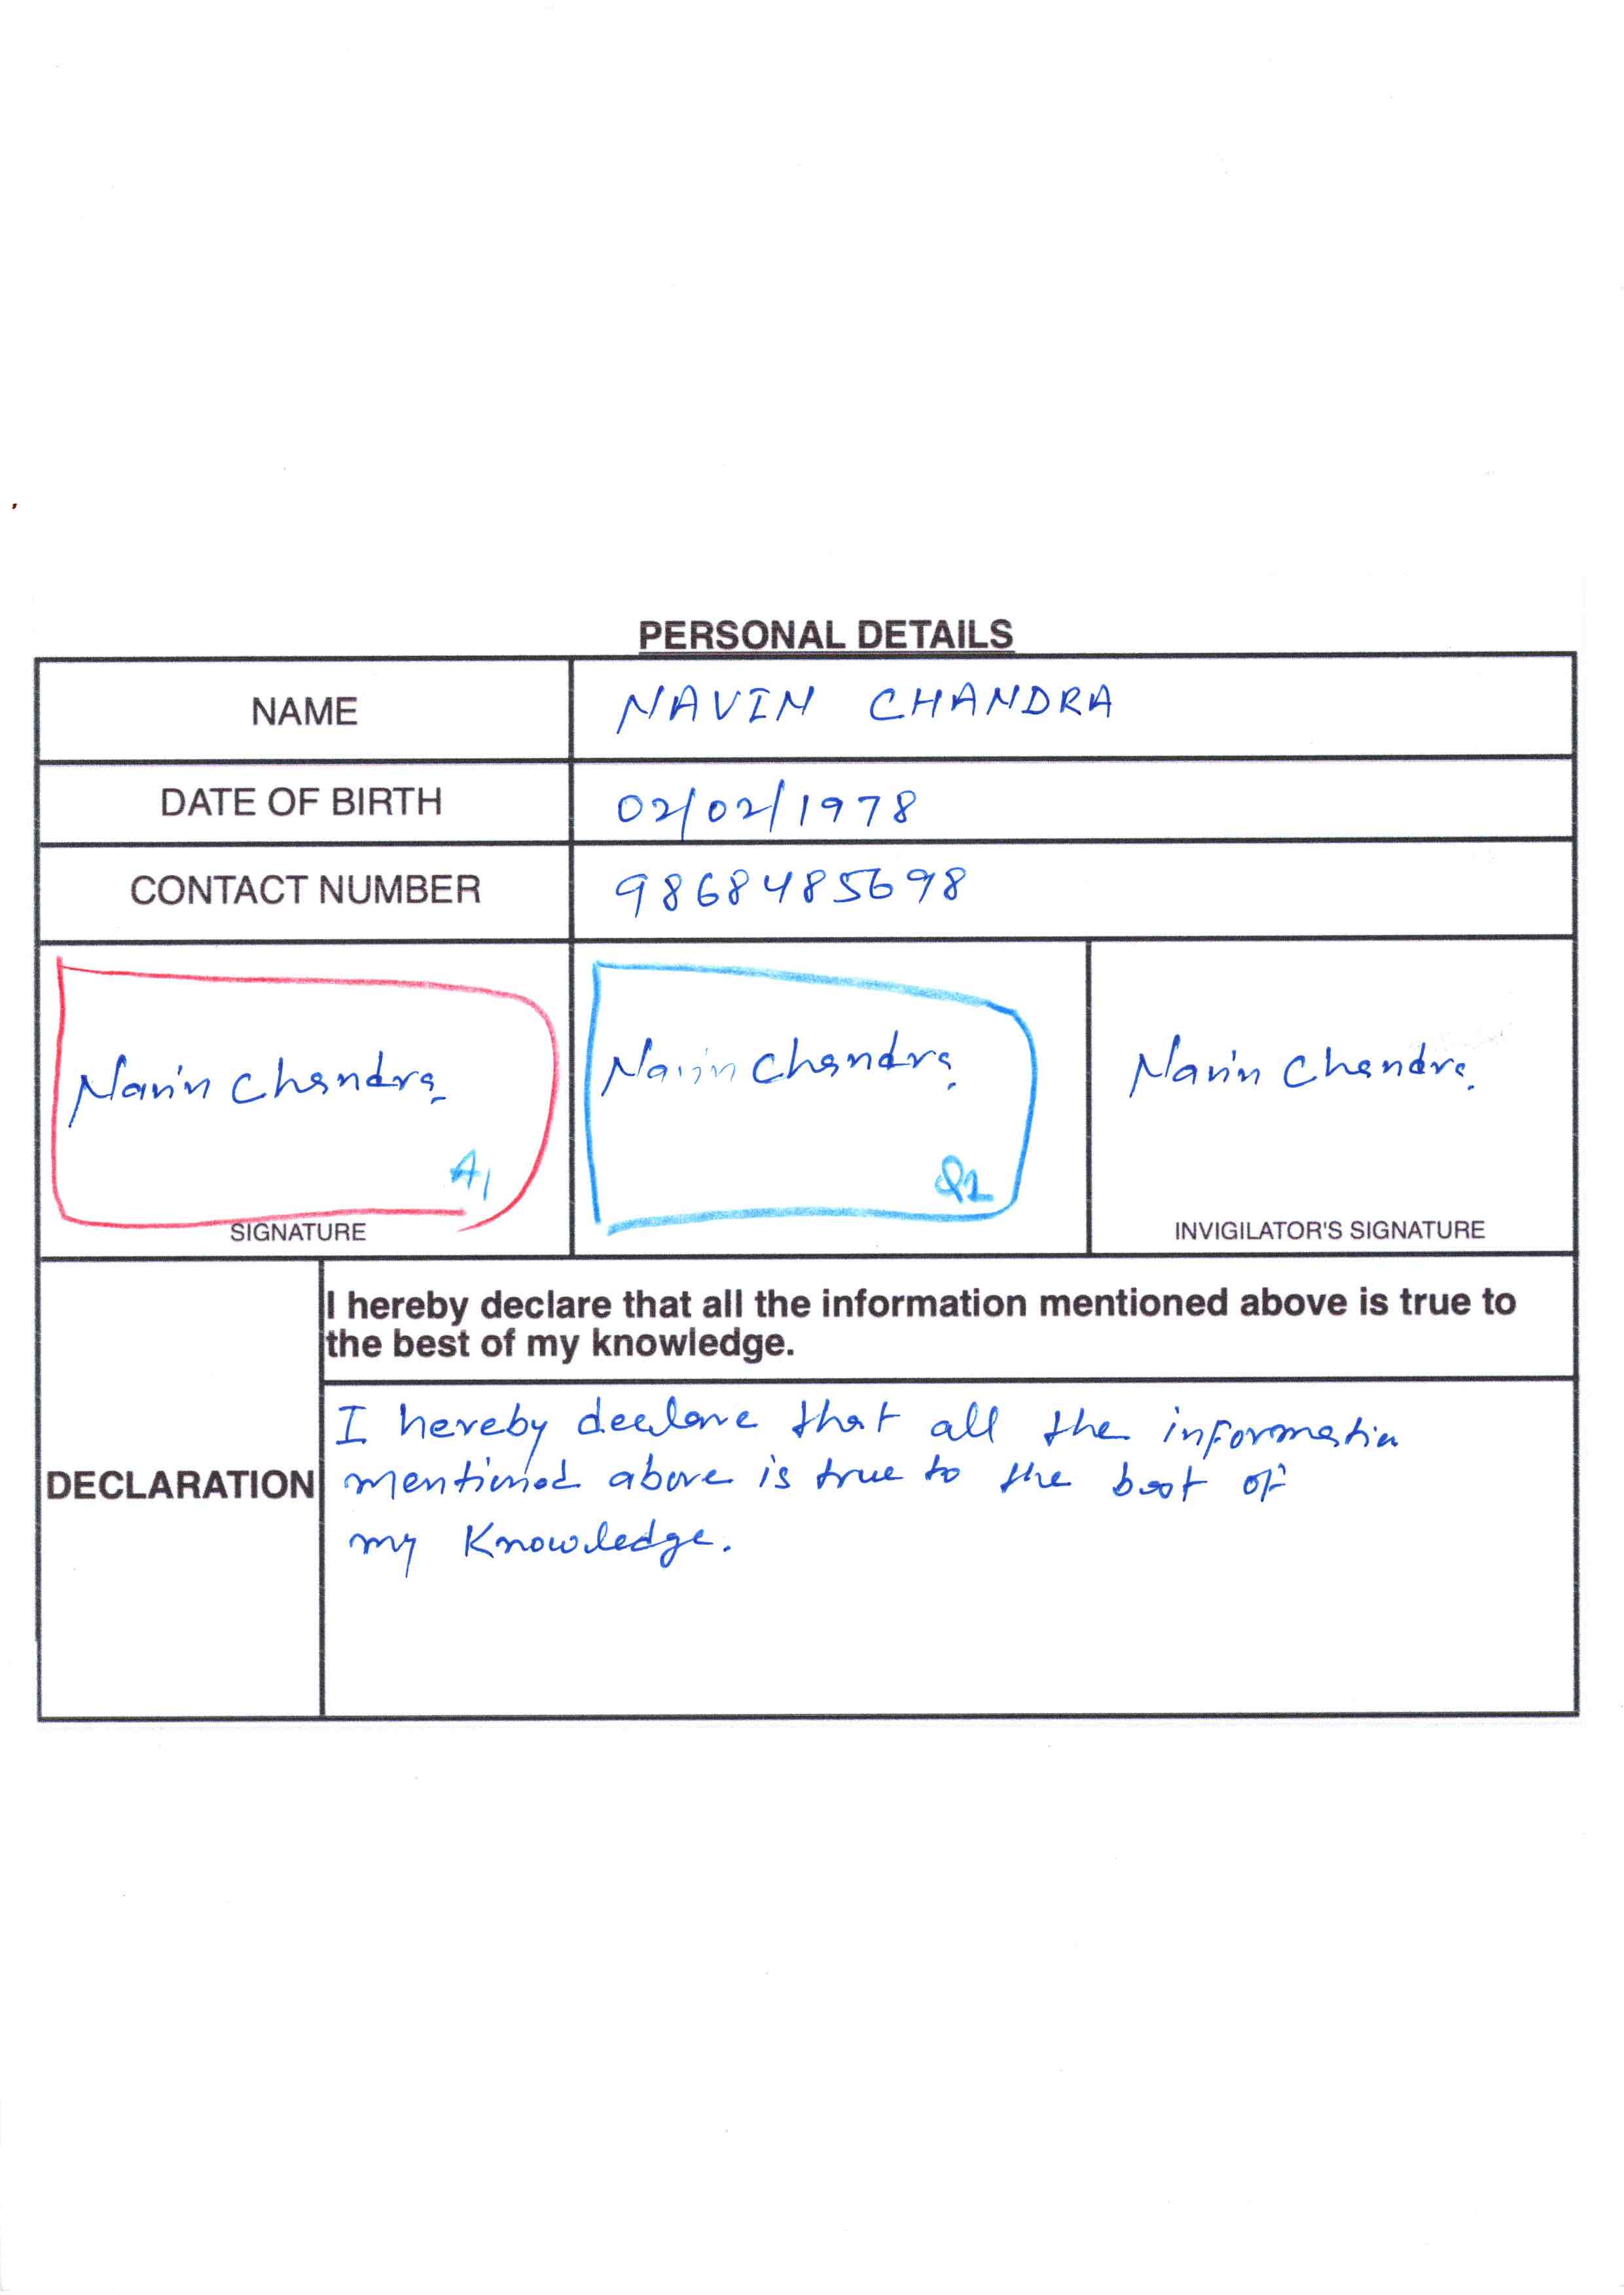 PERSONAL DETAILS
NAME NAVIN CHANDRA
DATE OF BIRTH 02/02/1978
CONTACT NUMBER 9868485698
Navin Chandra Navin Chandra Navin Chandra
A1 Q1
SIGNATURE INVIGILATOR'S SIGNATURE
I hereby declare that all the information mentioned above is true to
the best of my knowledge.
I hereby declare that all the information
DECLARATION mentioned above is true to the best of
my Knowledge.